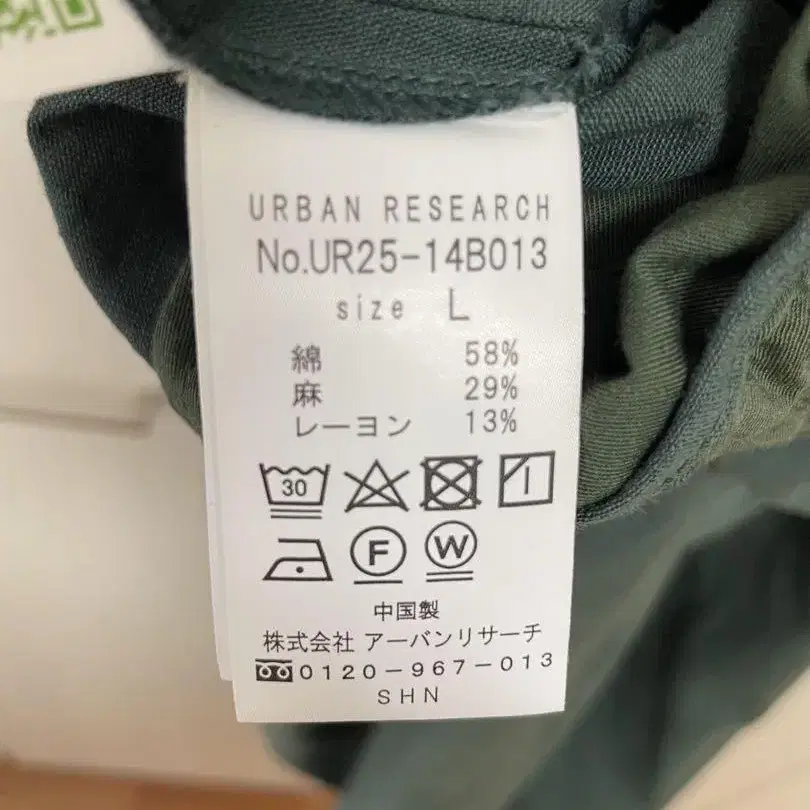 URBAN RESEARCH
No.UR25-14B013
size L
綿 58%
麻 29%
レーヨン 13%
30
F W
中国製
株式会社 アーバンリサーチ
0120-967-013
SHN